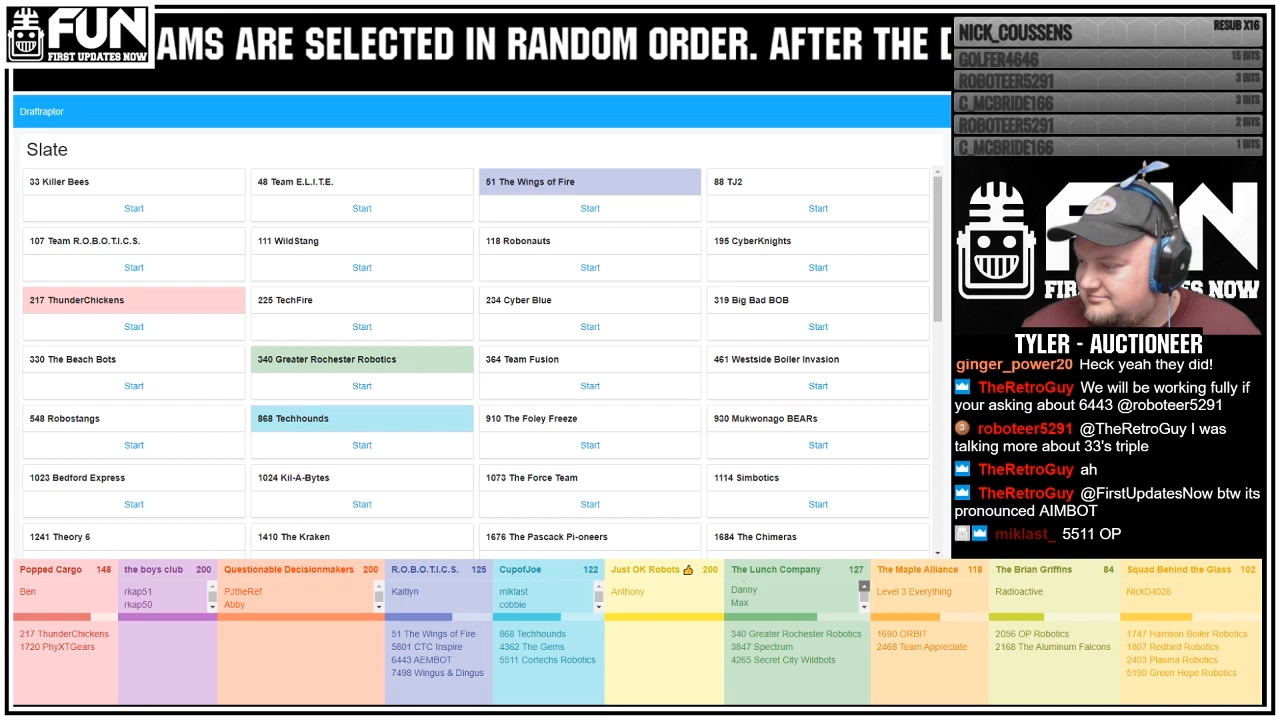 FUN
FIRST UPDATES NOW
AMS ARE SELECTED IN RANDOM ORDER. AFTER THE D
NICK_COUSSENS RESUB X16
GOLFER4646 15 BITS
ROBOTEER5291 3 BITS
C_MCBRIDE166 3 BITS
ROBOTEER5291 2 BITS
C_MCBRIDE166 1 BITS
Draftraptor
Slate
33 Killer Bees 48 Team E.L.I.T.E. 51 The Wings of Fire 88 TJ2
Start Start Start Start
107 Team R.O.B.O.T.I.C.S. 111 WildStang 118 Robonauts 195 CyberKnights
Start Start Start Start
217 ThunderChickens 225 TechFire 234 Cyber Blue 319 Big Bad BOB
Start Start Start Start
330 The Beach Bots 340 Greater Rochester Robotics 364 Team Fusion 461 Westside Boiler Invasion
Start Start Start Start
548 Robostangs 868 Techhounds 910 The Foley Freeze 930 Mukwonago BEARs
Start Start Start Start
1023 Bedford Express 1024 Kil-A-Bytes 1073 The Force Team 1114 Simbotics
Start Start Start Start
1241 Theory 6 1410 The Kraken 1676 The Pascack Pi-oneers 1684 The Chimeras
TYLER - AUCTIONEER
ginger_power20 Heck yeah they did!
TheRetroGuy We will be working fully if
your asking about 6443 @roboteer5291
roboteer5291 @TheRetroGuy I was
talking more about 33's triple
TheRetroGuy ah
TheRetroGuy @FirstUpdatesNow btw its
pronounced AIMBOT
miklast_ 5511 OP
Popped Cargo 148
Ben
217 ThunderChickens
1720 PhyXTGears
the boys club 200
rkap51
rkap50
Questionable Decisionmakers 200
PJtheRef
Abby
R.O.B.O.T.I.C.S. 125
Kaitlyn
51 The Wings of Fire
5801 CTC Inspire
6443 AEMBOT
7498 Wingus & Dingus
CupofJoe 122
miklast
cobbie
868 Techhounds
4362 The Gems
5511 Cortechs Robotics
Just OK Robots 👍 200
Anthony
The Lunch Company 127
Danny
Max
340 Greater Rochester Robotics
3847 Spectrum
4265 Secret City Wildbots
The Maple Alliance 118
Level 3 Everything
1690 ORBIT
2468 Team Appreciate
The Brian Griffins 84
Radioactive
2056 OP Robotics
2168 The Aluminum Falcons
Squad Behind the Glass 102
NickD4028
1747 Harrison Boiler Robotics
1807 Redbird Robotics
2403 Plasma Robotics
5190 Green Hope Robotics